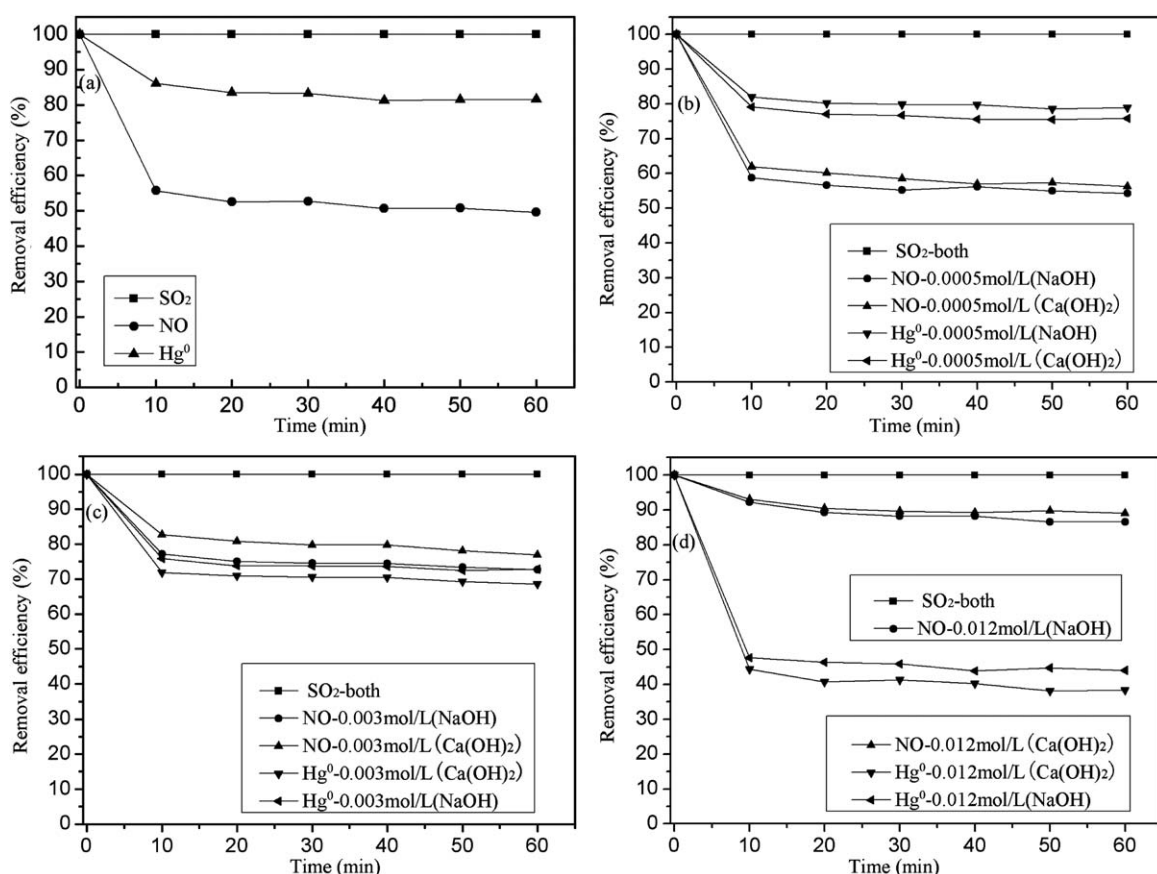 100
90
80
70
60
50
40
30
20
10
0
Removal efficiency (%)
(a)
SO₂
NO
Hg⁰
0 10 20 30 40 50 60
Time (min)
100
90
80
70
60
50
40
30
20
10
0
Removal efficiency (%)
(b)
SO₂-both
NO-0.0005mol/L(NaOH)
NO-0.0005mol/L(Ca(OH)₂)
Hg⁰-0.0005mol/L(NaOH)
Hg⁰-0.0005mol/L(Ca(OH)₂)
0 10 20 30 40 50 60
Time (min)
100
90
80
70
60
50
40
30
20
10
0
Removal efficiency (%)
(c)
SO₂-both
NO-0.003mol/L(NaOH)
NO-0.003mol/L(Ca(OH)₂)
Hg⁰-0.003mol/L(Ca(OH)₂)
Hg⁰-0.003mol/L(NaOH)
0 10 20 30 40 50 60
Time (min)
100
90
80
70
60
50
40
30
20
10
0
Removal efficiency (%)
(d)
SO₂-both
NO-0.012mol/L(NaOH)
NO-0.012mol/L(Ca(OH)₂)
Hg⁰-0.012mol/L(Ca(OH)₂)
Hg⁰-0.012mol/L(NaOH)
0 10 20 30 40 50 60
Time (min)